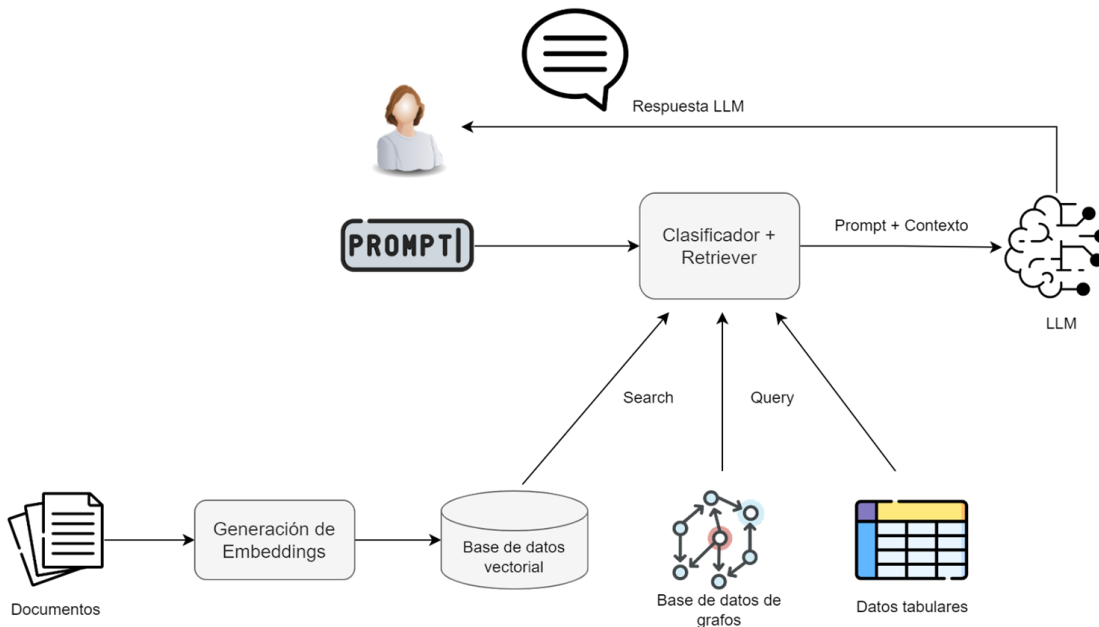 Respuesta LLM
PROMPT
Clasificador +
Retriever
Prompt + Contexto
LLM
Search
Query
Generación de
Embeddings
Base de datos
vectorial
Documentos
Base de datos de
grafos
Datos tabulares